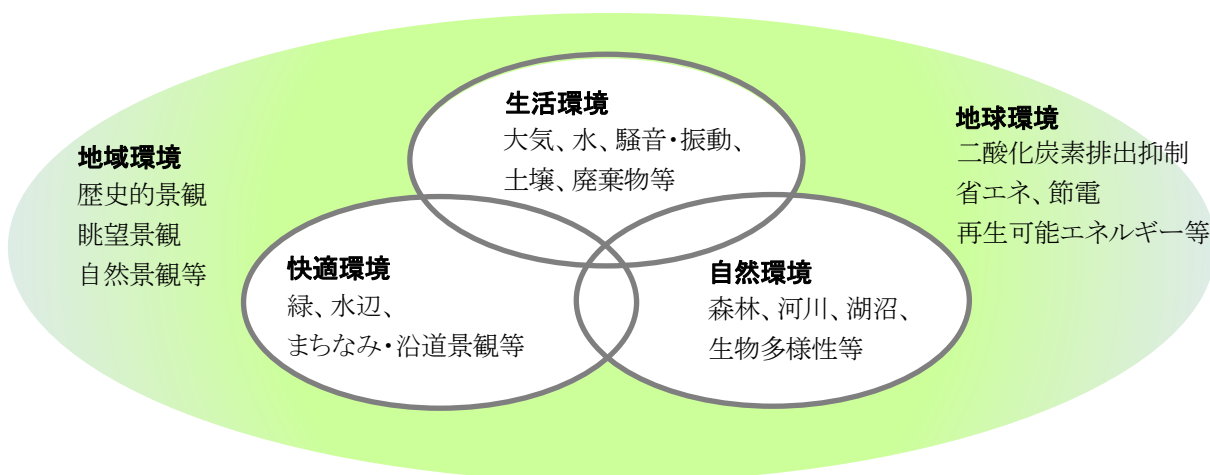 生活環境
大気、水、騒音・振動、
土壌、廃棄物等
地域環境
歴史的景観
眺望景観
自然景観等
地球環境
二酸化炭素排出抑制
省エネ、節電
再生可能エネルギー等
快適環境
緑、水辺、
まちなみ・沿道景観等
自然環境
森林、河川、湖沼、
生物多様性等